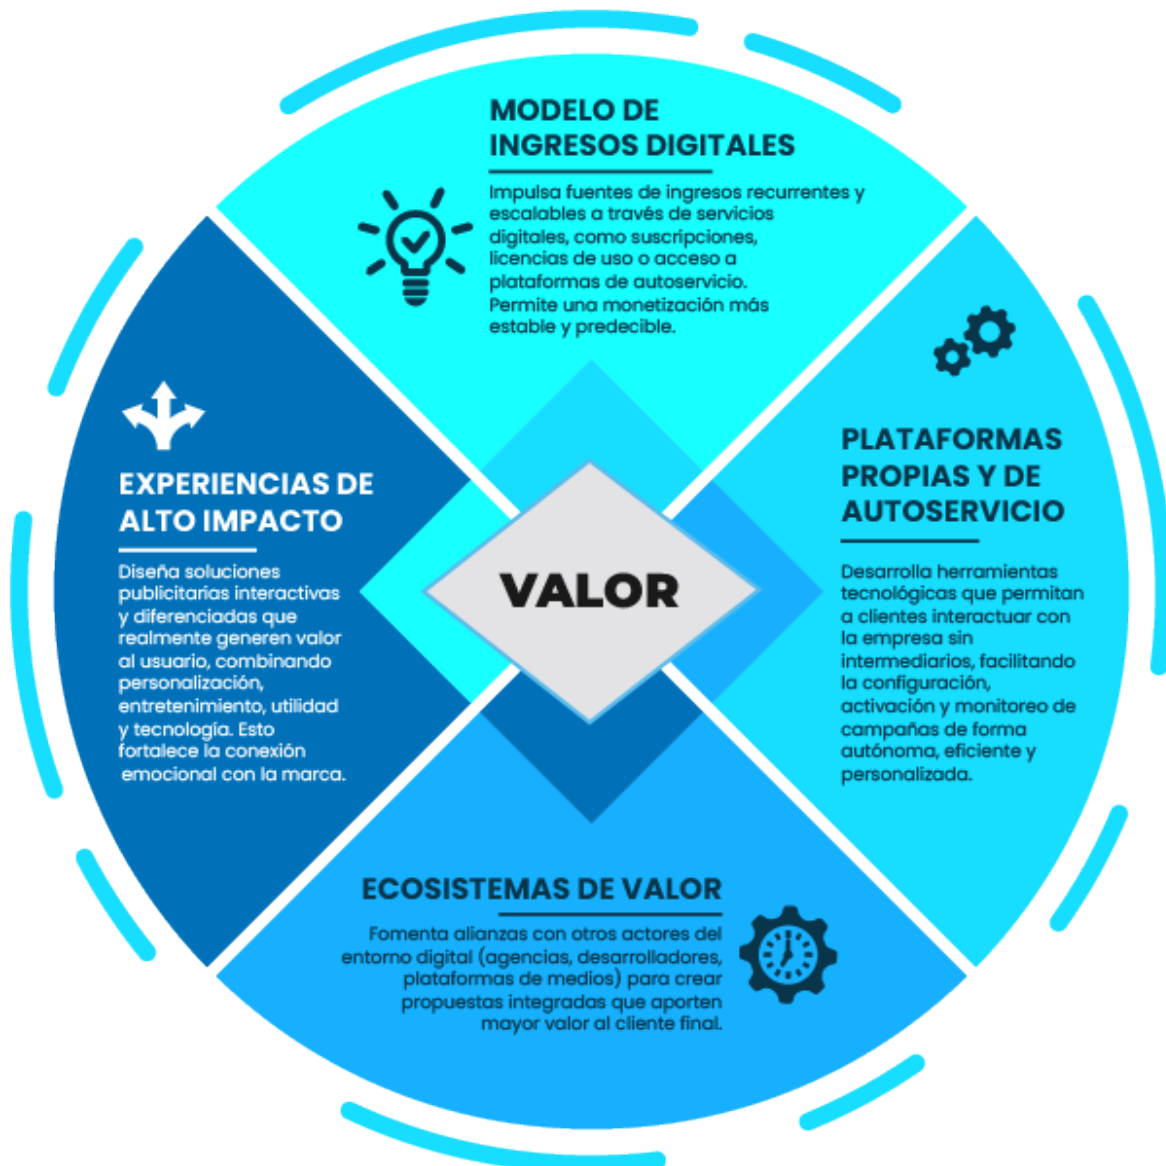 MODELO DE
INGRESOS DIGITALES
Impulsa fuentes de ingresos recurrentes y
escalables a través de servicios
digitales, como suscripciones,
licencias de uso o acceso a
plataformas de autoservicio.
Permite una monetización más
estable y predecible.
EXPERIENCIAS DE
ALTO IMPACTO
Diseña soluciones
publicitarias interactivas
y diferenciadas que
realmente generen valor
al usuario, combinando
personalización,
entretenimiento, utilidad
y tecnología. Esto
fortalece la conexión
emocional con la marca.
VALOR
PLATAFORMAS
PROPIAS Y DE
AUTOSERVICIO
Desarrolla herramientas
tecnológicas que permitan
a clientes interactuar con
la empresa sin
intermediarios, facilitando
la configuración,
activación y monitoreo de
campañas de forma
autónoma, eficiente y
personalizada.
ECOSISTEMAS DE VALOR
Fomenta alianzas con otros actores del
entorno digital (agencias, desarrolladores,
plataformas de medios) para crear
propuestas integradas que aporten
mayor valor al cliente final.